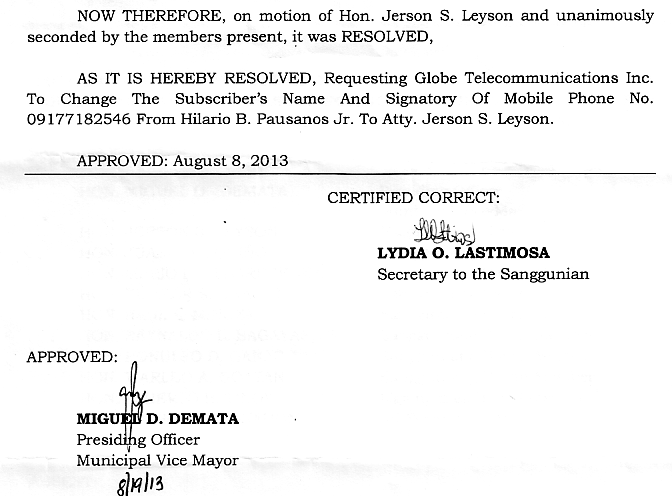 NOW THEREFORE, on motion of Hon. Jerson S. Leyson and unanimously
seconded by the members present, it was RESOLVED,
AS IT IS HEREBY RESOLVED, Requesting Globe Telecommunications Inc.
To Change The Subscriber's Name And Signatory Of Mobile Phone No.
09177182546 From Hilario B. Pausanos Jr. To Atty. Jerson S. Leyson.
APPROVED: August 8, 2013
CERTIFIED CORRECT:
LYDIA O. LASTIMOSA
Secretary to the Sanggunian
APPROVED:
MIGUEL D. DEMATA
Presiding Officer
Municipal Vice Mayor
8/19/13